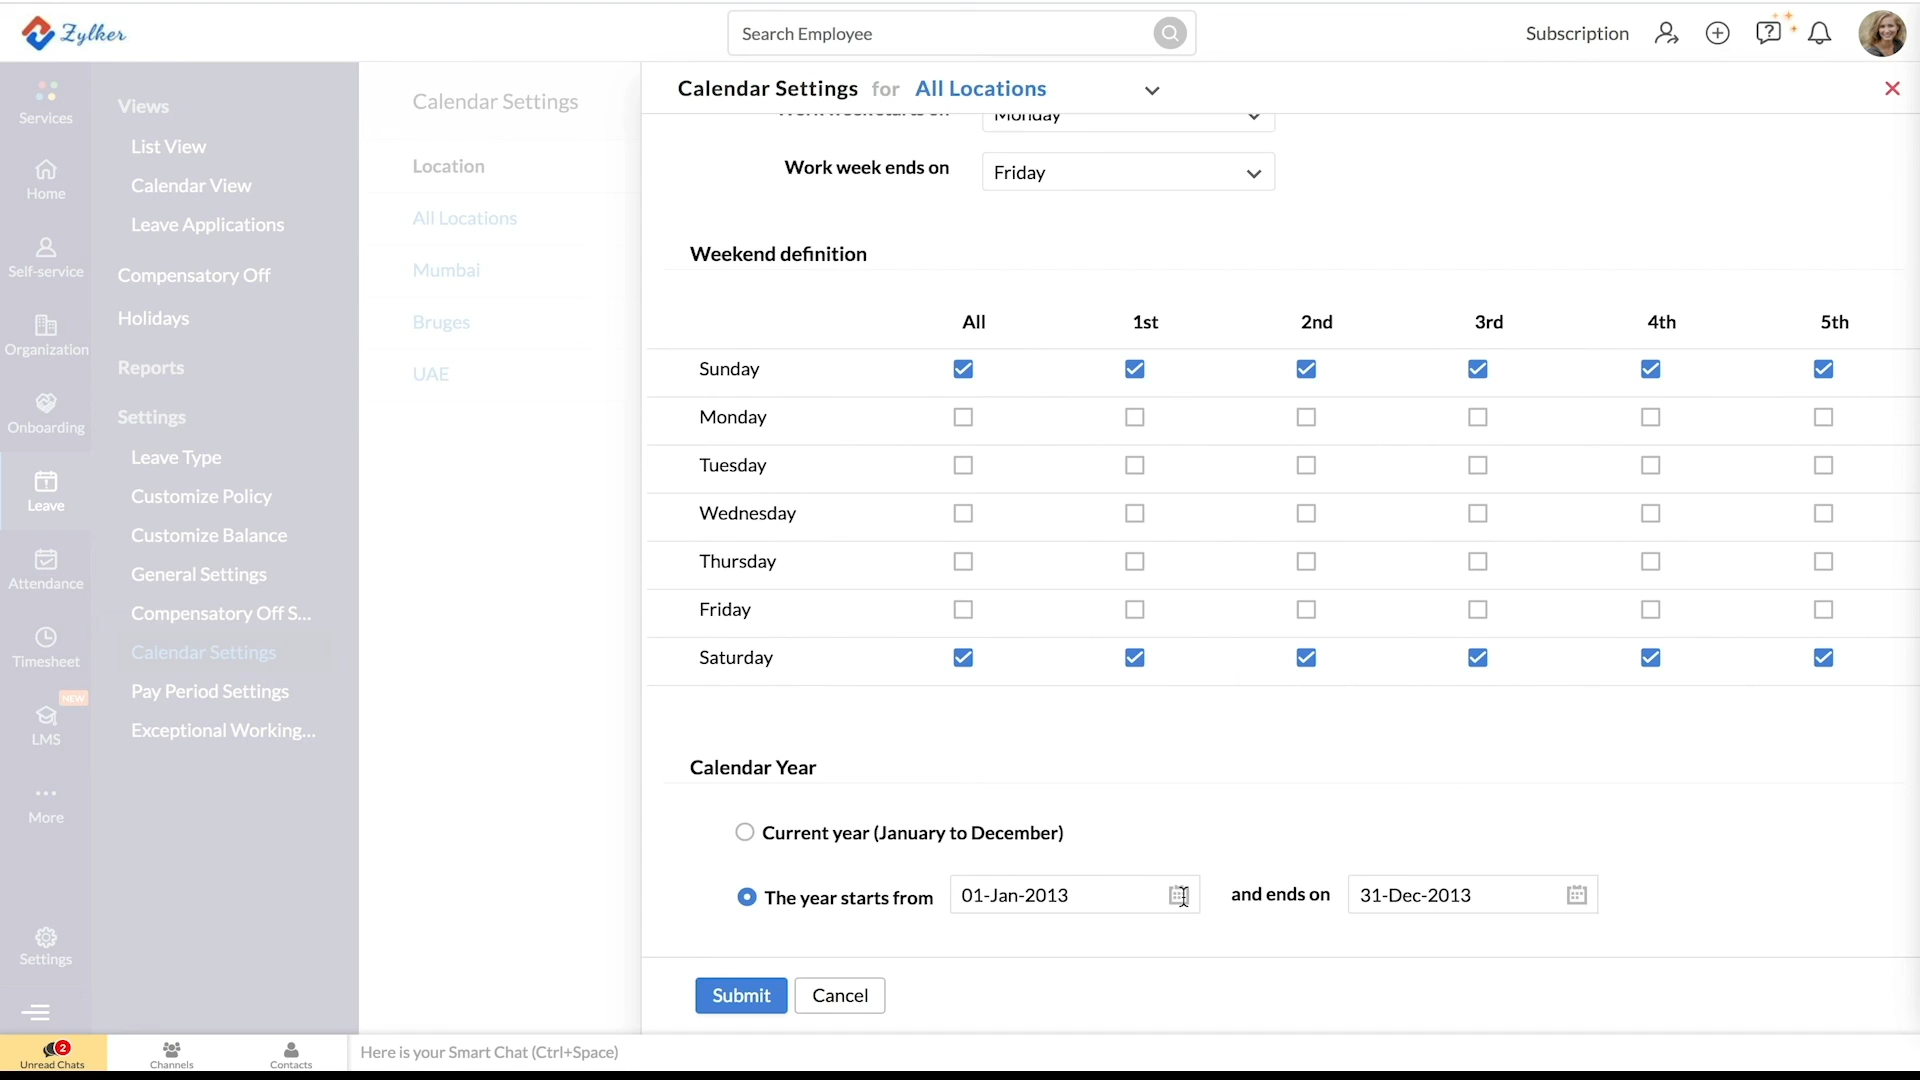 Zylker
Search Employee
Subscription
Services
Home
Self-service
Organization
Onboarding
Leave
Attendance
Timesheet
NEW
LMS
More
Settings
Views
List View
Calendar View
Leave Applications
Compensatory Off
Holidays
Reports
Settings
Leave Type
Customize Policy
Customize Balance
General Settings
Compensatory Off S...
Calendar Settings
Pay Period Settings
Exceptional Working...
Calendar Settings
Location
All Locations
Mumbai
Bruges
UAE
Calendar Settings for All Locations
Work week starts on Monday
Work week ends on Friday
Weekend definition
All 1st 2nd 3rd 4th 5th
Sunday
Monday
Tuesday
Wednesday
Thursday
Friday
Saturday
Calendar Year
Current year (January to December)
The year starts from 01-Jan-2013 and ends on 31-Dec-2013
Submit Cancel
2
Unread Chats Channels Contacts Here is your Smart Chat (Ctrl+Space)